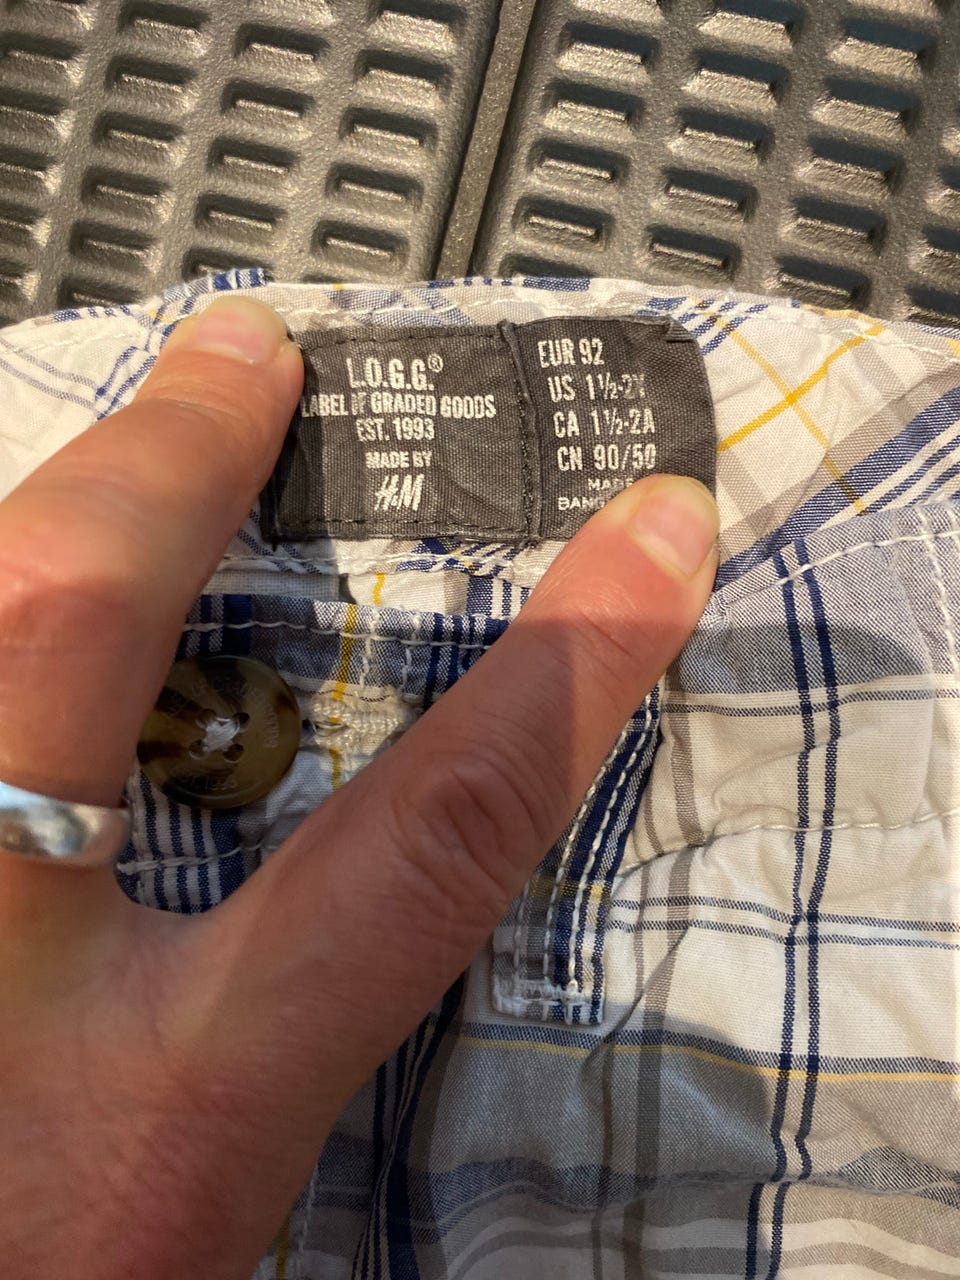 L.O.G.G.®
LABEL OF GRADED GOODS
EST. 1993
MADE BY
H&M
EUR 92
US 1½-2Y
CA 1½-2A
CN 90/50